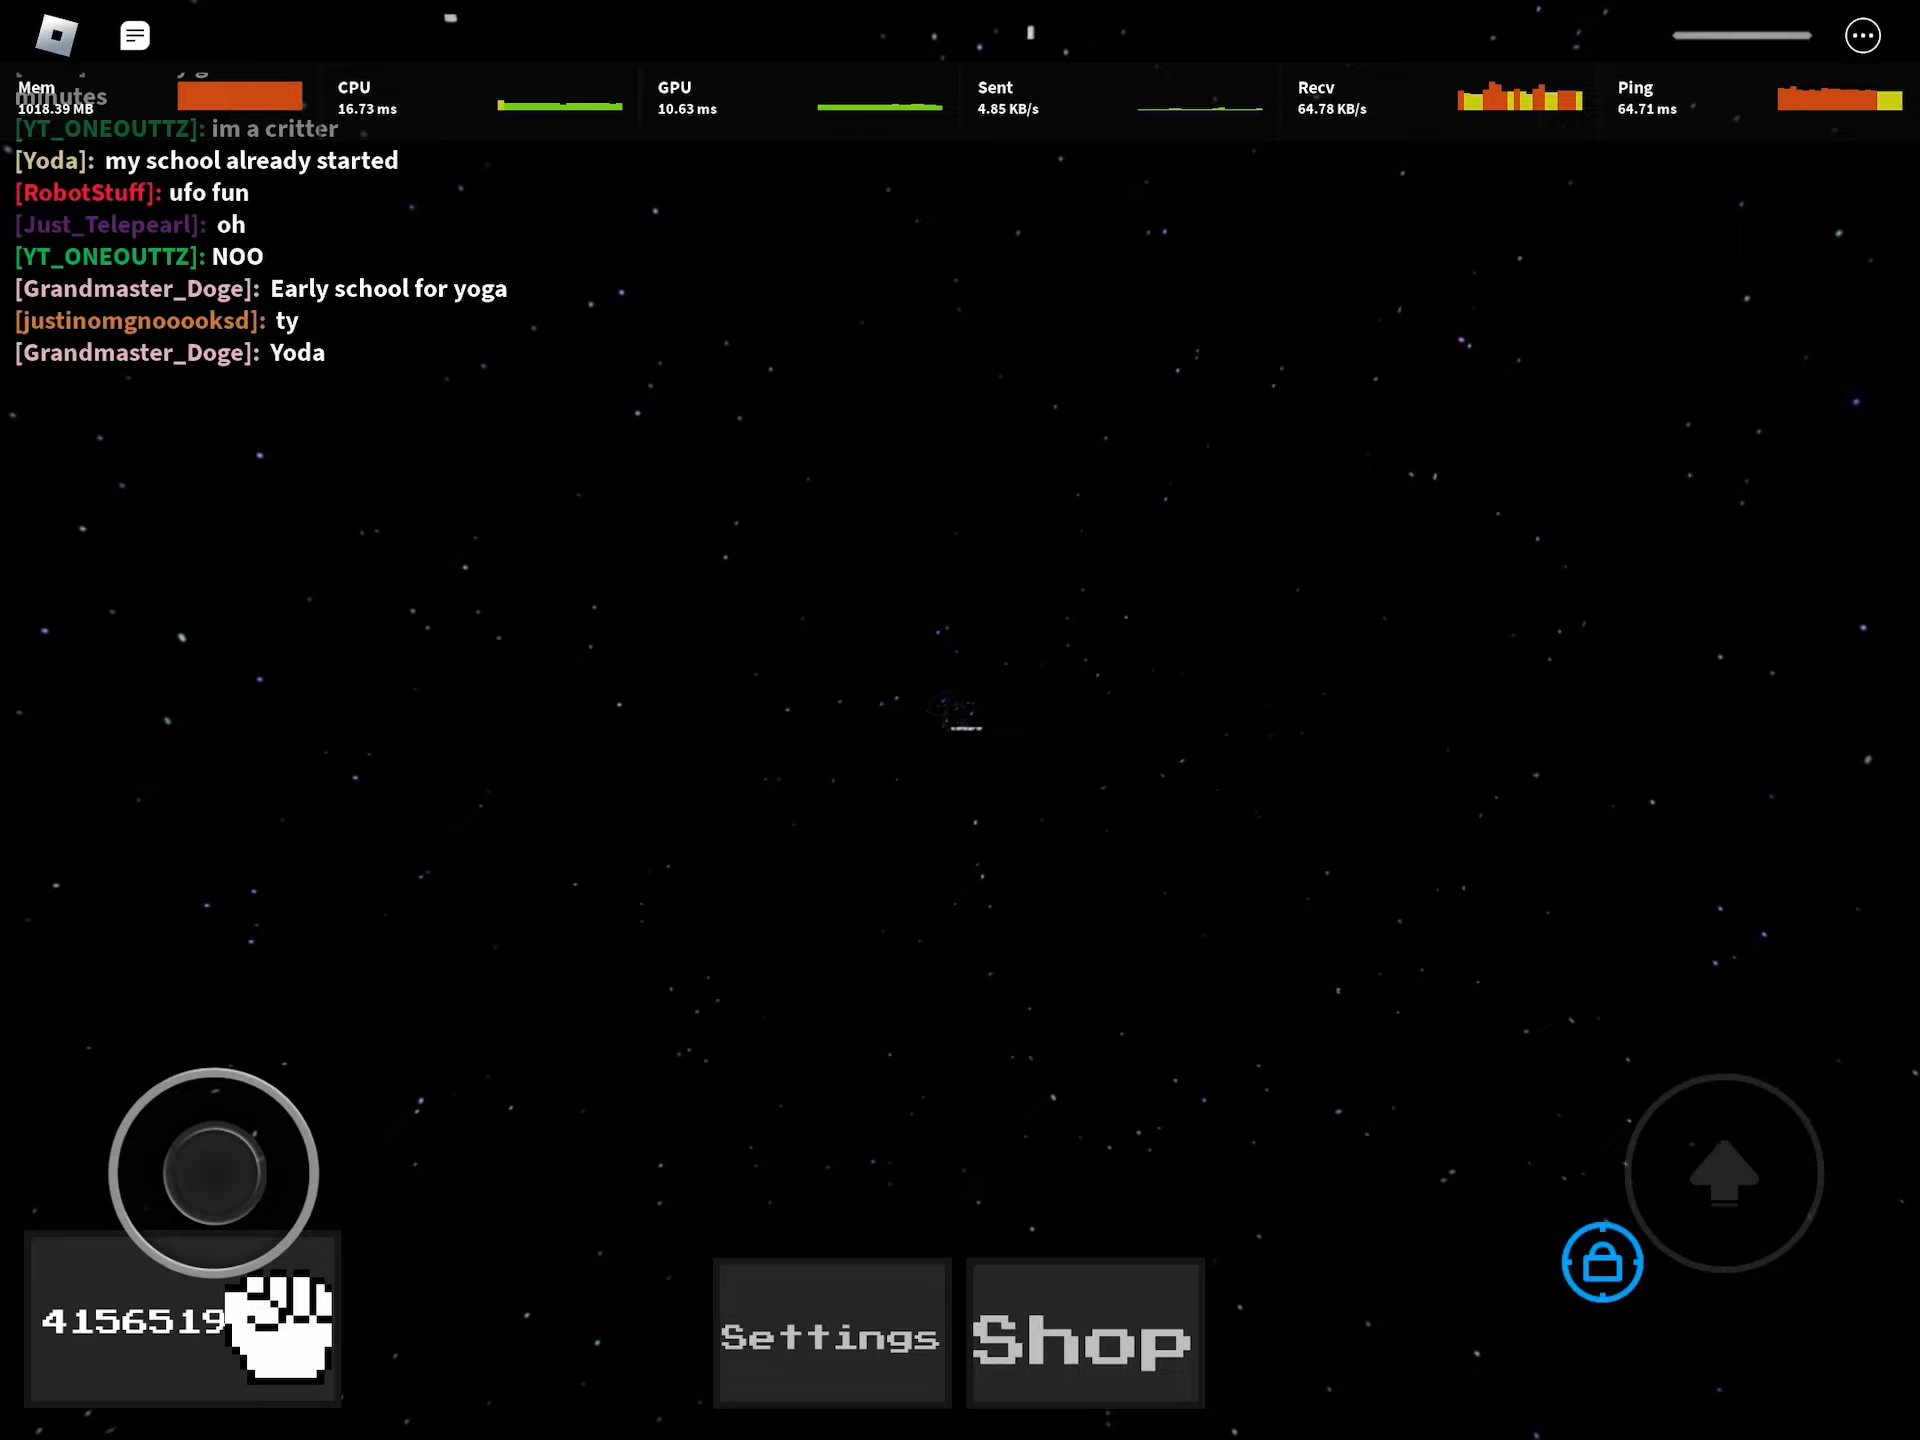 Mem
1018.39 MB
CPU
16.73 ms
GPU
10.63 ms
Sent
4.85 KB/s
Recv
64.78 KB/s
Ping
64.71 ms
minutes
[YT_ONEOUTTZ]: im a critter
[Yoda]: my school already started
[RobotStuff]: ufo fun
[Just_Telepearl]: oh
[YT_ONEOUTTZ]: NOO
[Grandmaster_Doge]: Early school for yoga
[justinomgnooooksd]: ty
[Grandmaster_Doge]: Yoda
4156519
Settings
Shop